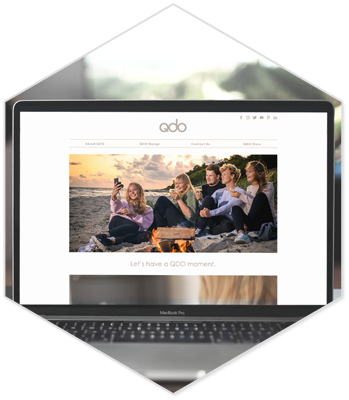 QDO
About QDO QDO Range Contact Us QDO Store
Let's have a QDO moment.
MacBook Pro